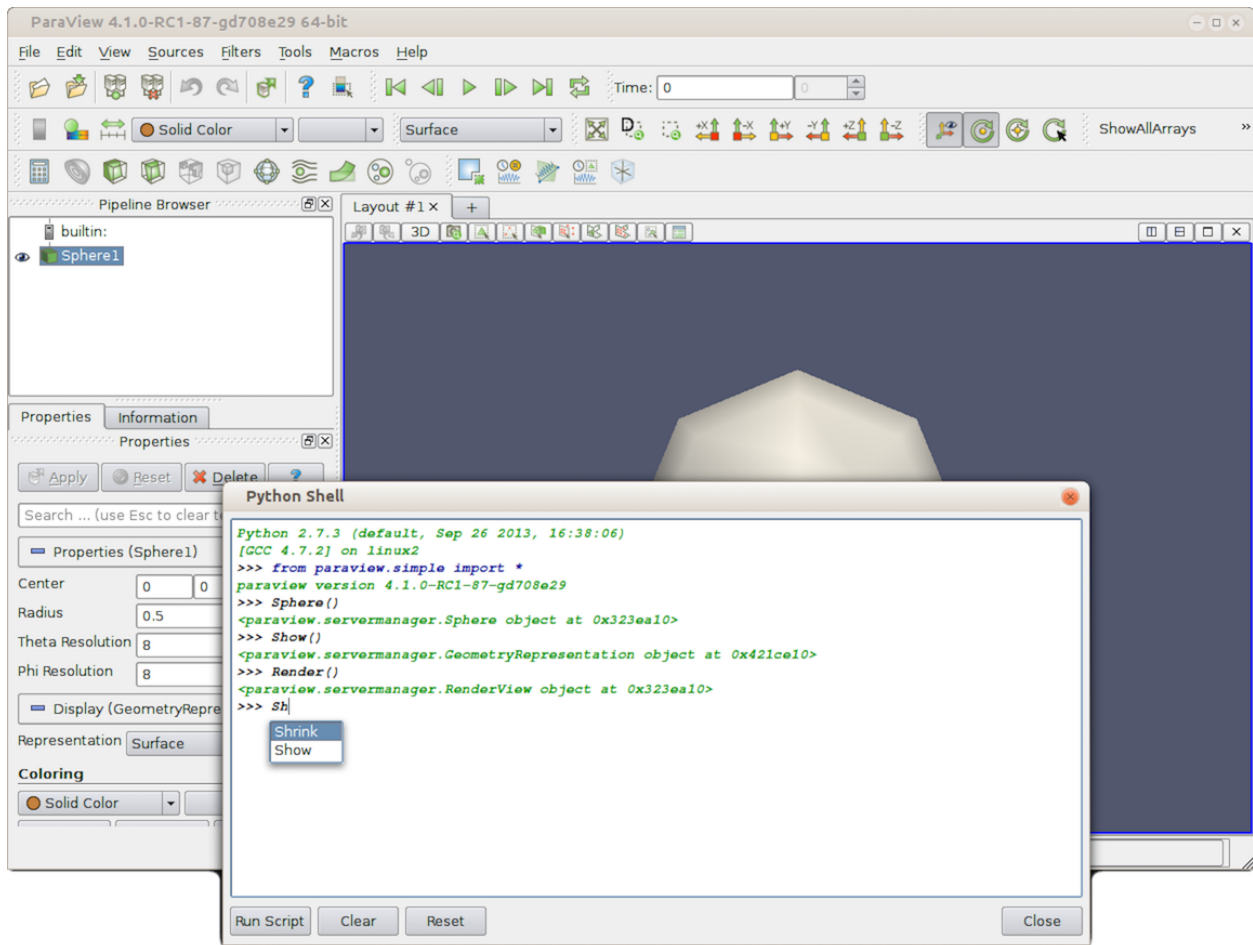 ParaView 4.1.0-RC1-87-gd708e29 64-bit
File Edit View Sources Filters Tools Macros Help
Time: 0 0
Solid Color Surface ShowAllArrays »
Pipeline Browser
Layout #1 × +
builtin:
3D
Sphere1
Properties Information
Properties
Apply Reset Delete ?
Search ... (use Esc to clear
Properties (Sphere1)
Center 0 0
Radius 0.5
Theta Resolution 8
Phi Resolution 8
Display (GeometryRepre
Representation Surface
Coloring
Solid Color
Python Shell
Python 2.7.3 (default, Sep 26 2013, 16:38:06)
[GCC 4.7.2] on linux2
>>> from paraview.simple import *
paraview version 4.1.0-RC1-87-gd708e29
>>> Sphere()
<paraview.servermanager.Sphere object at 0x323ea10>
>>> Show()
<paraview.servermanager.GeometryRepresentation object at 0x421ce10>
>>> Render()
<paraview.servermanager.RenderView object at 0x323ea10>
>>> Sh
Shrink
Show
Run Script Clear Reset Close